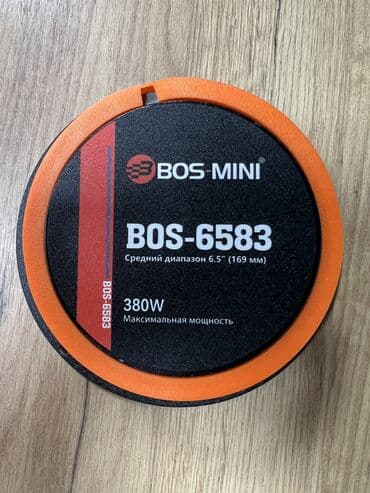 BOS-MINI®
BOS-6583
Средний диапазон 6.5" (169 мм)
380W
Максимальная мощность
BOS-6583